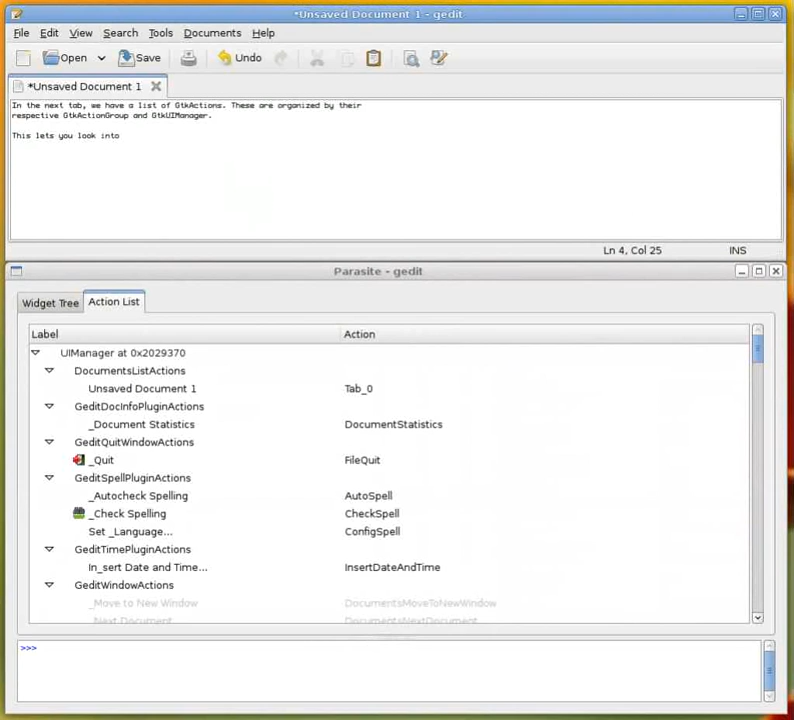 *Unsaved Document 1 - gedit
File Edit View Search Tools Documents Help
Open Save Undo
*Unsaved Document 1
In the next tab, we have a list of GtkActions. These are organized by their
respective GtkActionGroup and GtkUIManager.
This lets you look into
Ln 4, Col 25 INS
Parasite - gedit
Widget Tree Action List
Label Action
UIManager at 0x2029370
DocumentsListActions
Unsaved Document 1 Tab_0
GeditDocInfoPluginActions
_Document Statistics DocumentStatistics
GeditQuitWindowActions
_Quit FileQuit
GeditSpellPluginActions
_Autocheck Spelling AutoSpell
_Check Spelling CheckSpell
Set _Language... ConfigSpell
GeditTimePluginActions
In_sert Date and Time... InsertDateAndTime
GeditWindowActions
_Move to New Window DocumentsMoveToNewWindow
_Next Document DocumentsNextDocument
>>>